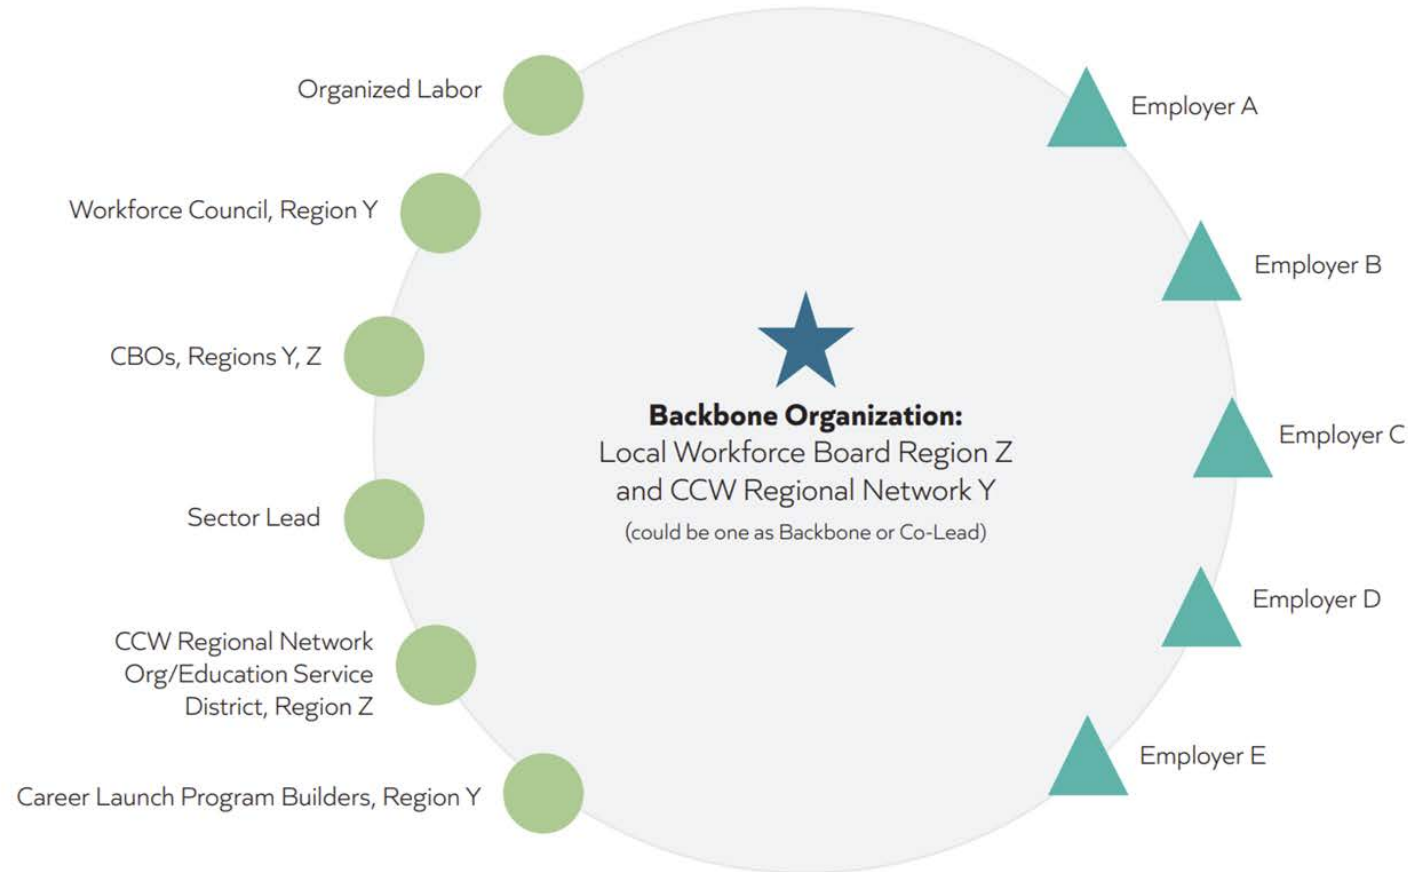 Organized Labor
Workforce Council, Region Y
CBOs, Regions Y, Z
Sector Lead
CCW Regional Network
Org/Education Service
District, Region Z
Career Launch Program Builders, Region Y
Backbone Organization:
Local Workforce Board Region Z
and CCW Regional Network Y
(could be one as Backbone or Co-Lead)
Employer A
Employer B
Employer C
Employer D
Employer E